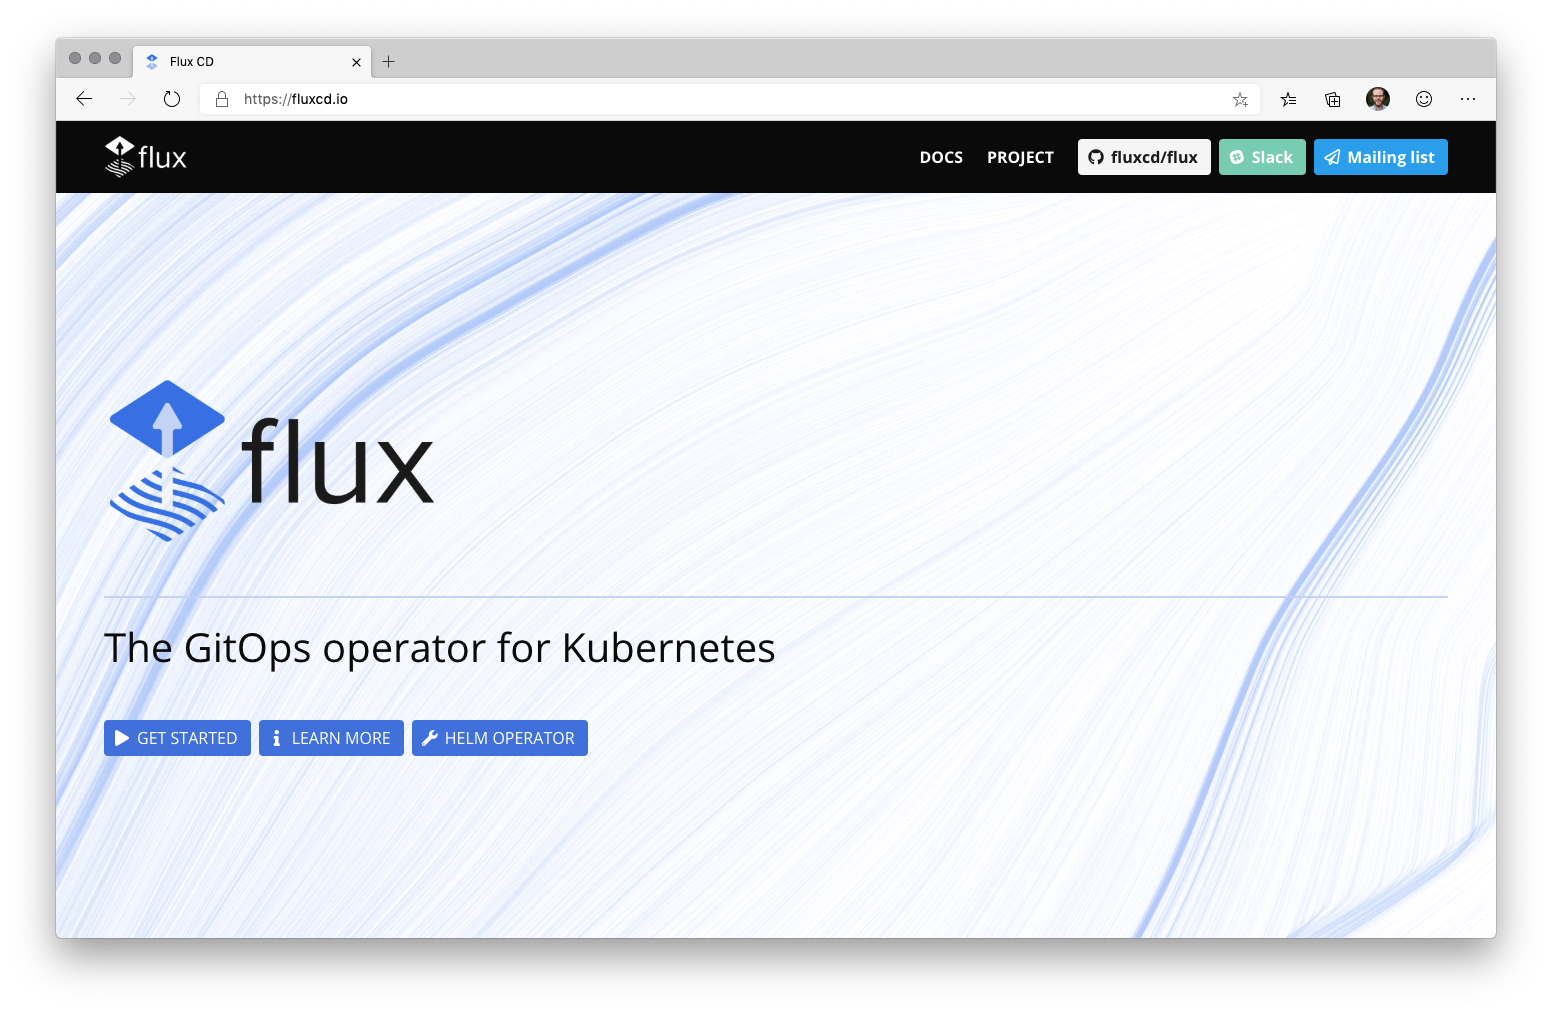 Flux CD
https://fluxcd.io
flux
DOCS PROJECT fluxcd/flux Slack Mailing list
flux
The GitOps operator for Kubernetes
GET STARTED LEARN MORE HELM OPERATOR